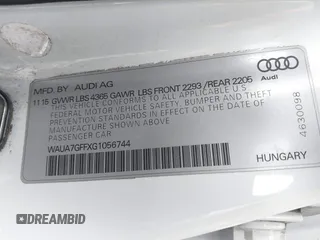 MFD. BY AUDI AG
11.15 GVWR LBS 4365 GAWR LBS FRONT 2293 /REAR 2205
THIS VEHICLE CONFORMS TO ALL APPLICABLE
FEDERAL MOTOR VEHICLE SAFETY, BUMPER AND THEFT
PREVENTION STANDARDS IN EFFECT ON THE DATE OF
MANUFACTURE SHOWN ABOVE.
PASSENGER CAR
WAUA7GFFXG1056744
Audi
4630098
HUNGARY
DREAMBID